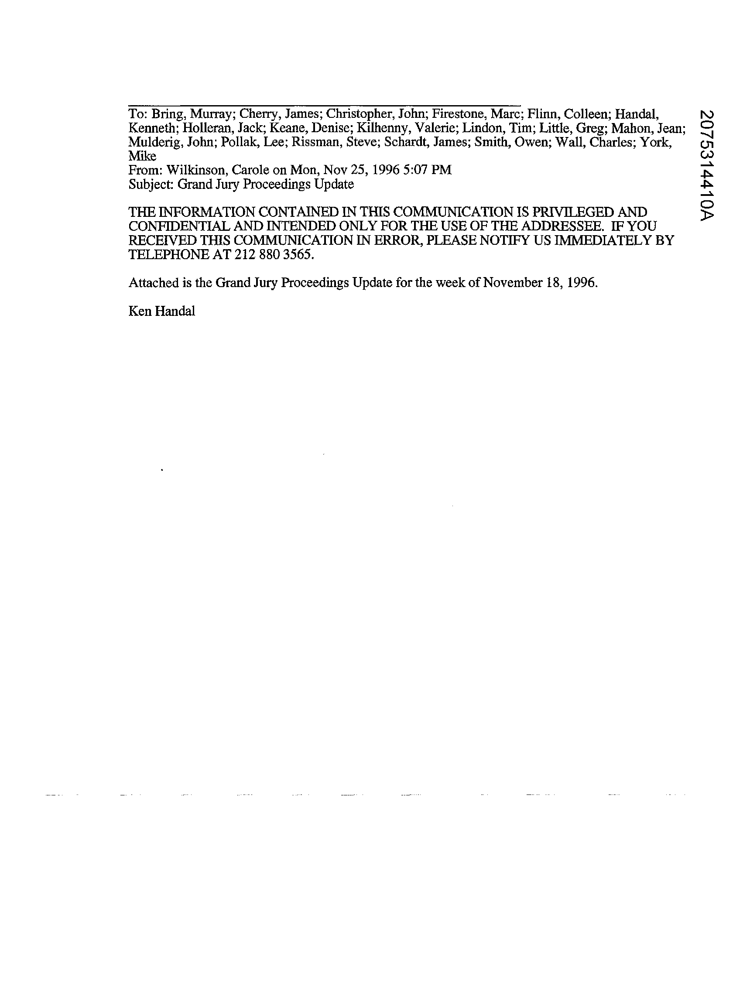 To: Bring, Murray; Cherry, James; Christopher, John; Firestone, Marc; Flinn, Colleen; Handal,
Kenneth; Holleran, Jack; Keane, Denise; Kilhenny, Valerie; Lindon, Tim; Little, Greg; Mahon, Jean;
Mulderig, John; Pollak, Lee; Rissman, Steve; Schardt, James; Smith, Owen; Wall, Charles; York,
Mike
From: Wilkinson, Carole on Mon, Nov 25, 1996 5:07 PM
Subject: Grand Jury Proceedings Update
THE INFORMATION CONTAINED IN THIS COMMUNICATION IS PRIVILEGED AND
CONFIDENTIAL AND INTENDED ONLY FOR THE USE OF THE ADDRESSEE. IF YOU
RECEIVED THIS COMMUNICATION IN ERROR, PLEASE NOTIFY US IMMEDIATELY BY
TELEPHONE AT 212 880 3565.
Attached is the Grand Jury Proceedings Update for the week of November 18, 1996.
Ken Handal
2075314410A